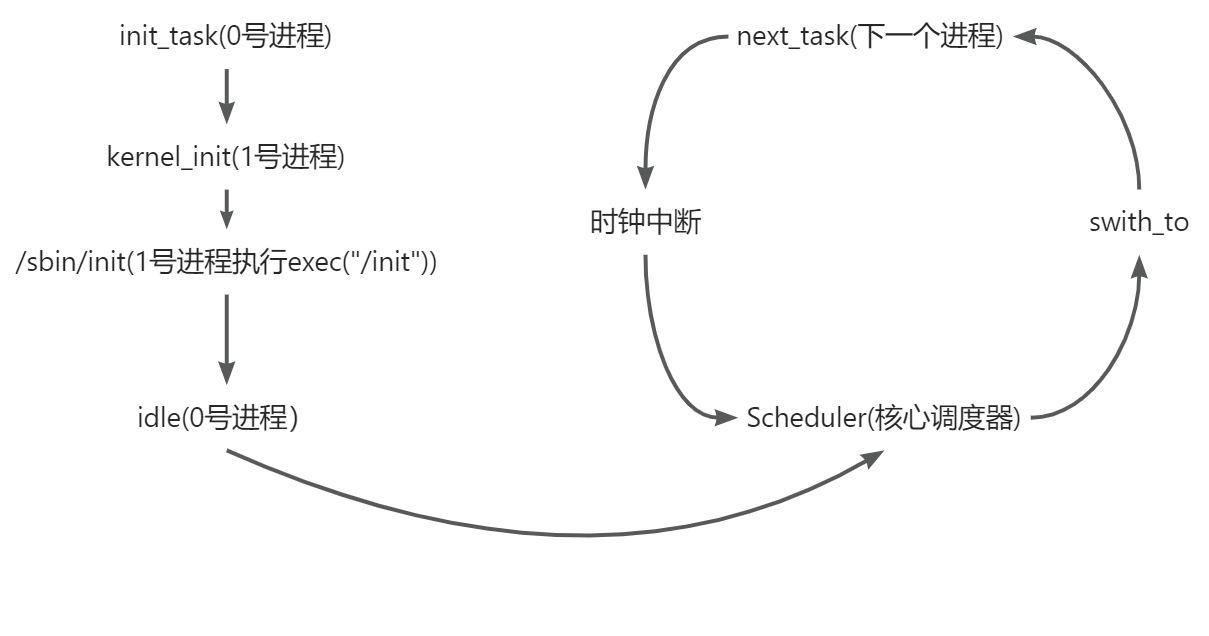 init_task(0号进程)
kernel_init(1号进程)
/sbin/init(1号进程执行exec("/init"))
idle(0号进程）
next_task(下一个进程)
时钟中断
swith_to
Scheduler(核心调度器)